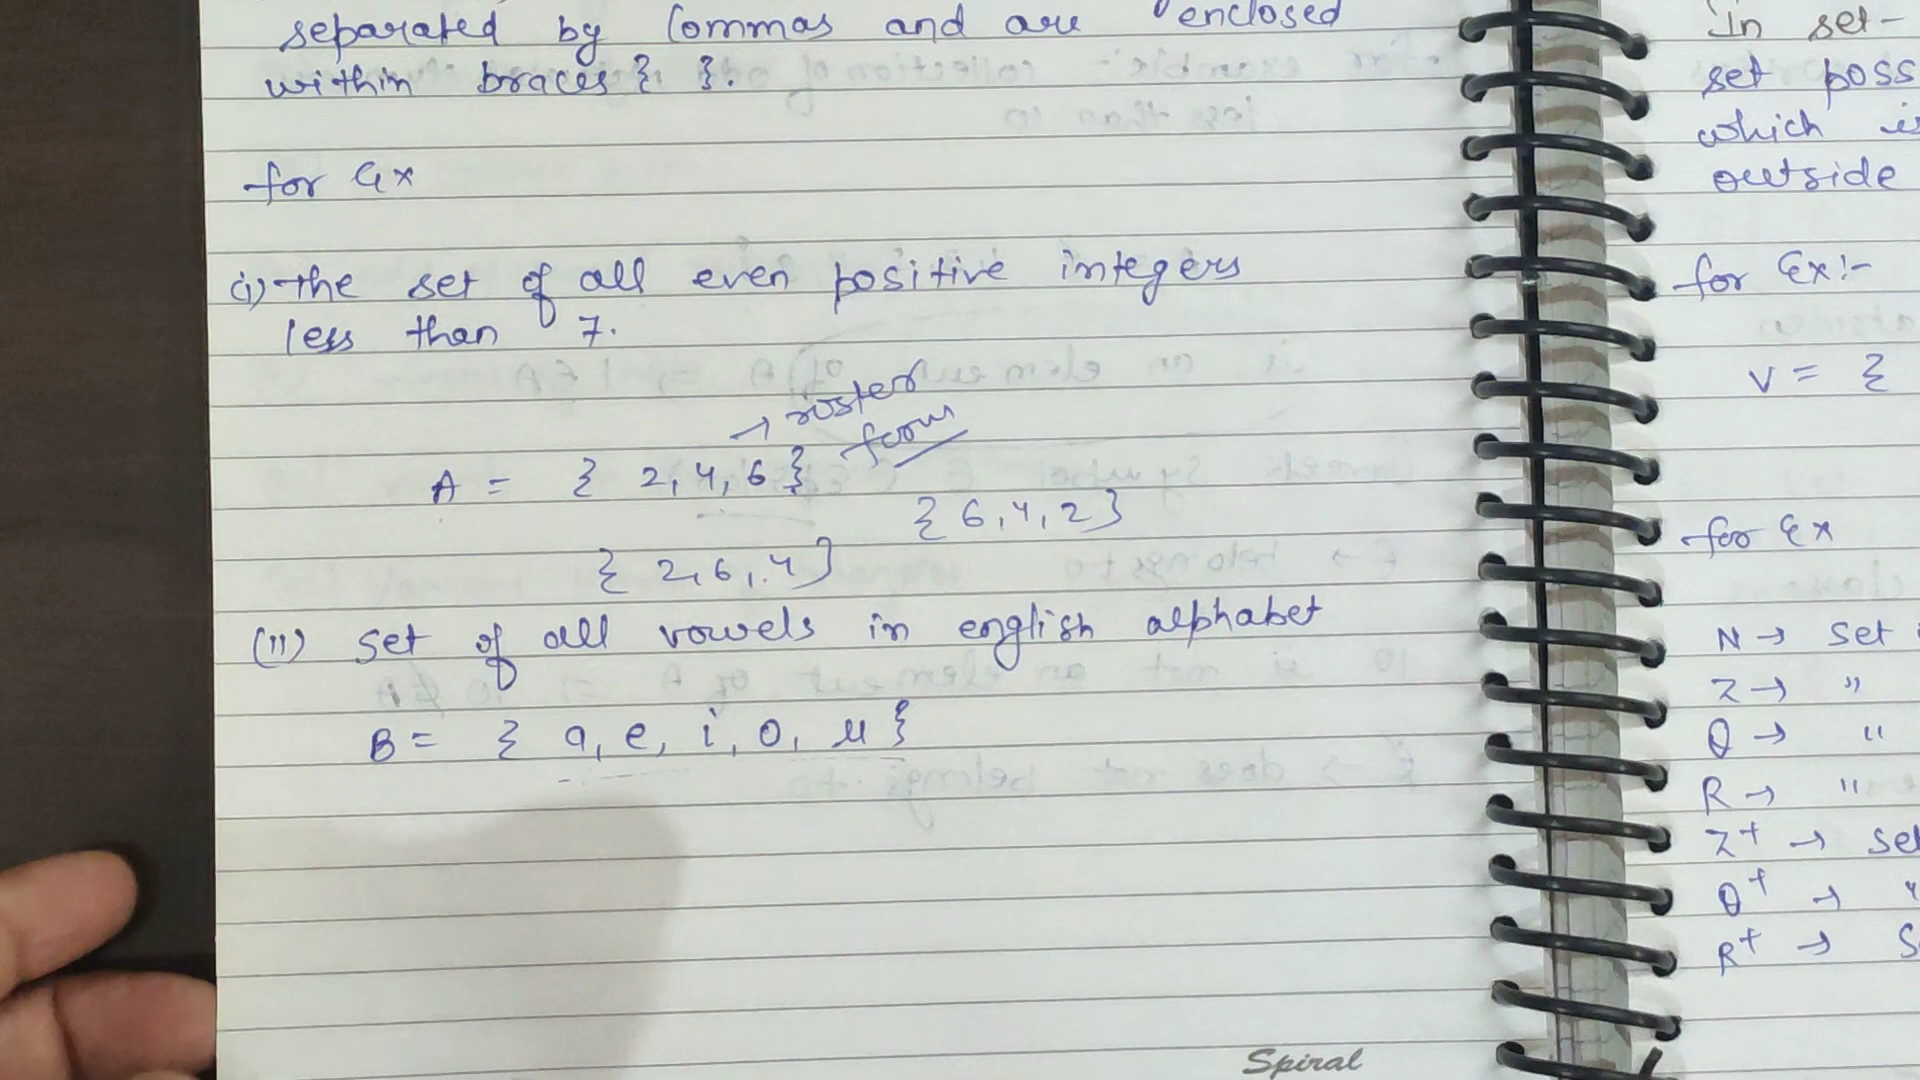 separated by Commas and are enclosed
within braces { }.
for Ex
(i) The set of all even positive integers
less than 7.
→ roster
form
A = { 2, 4, 6 }
{ 6, 4, 2 }
{ 2, 6, 4 }
(II) set of all vowels in english alphabet
B = { a, e, i, o, u }
Spiral
In set-
set poss
which is
outside
for Ex:-
V = {
for Ex
N → Set
Z → "
Q → "
R → "
Z+ → Set
Q+ → "
R+ → S